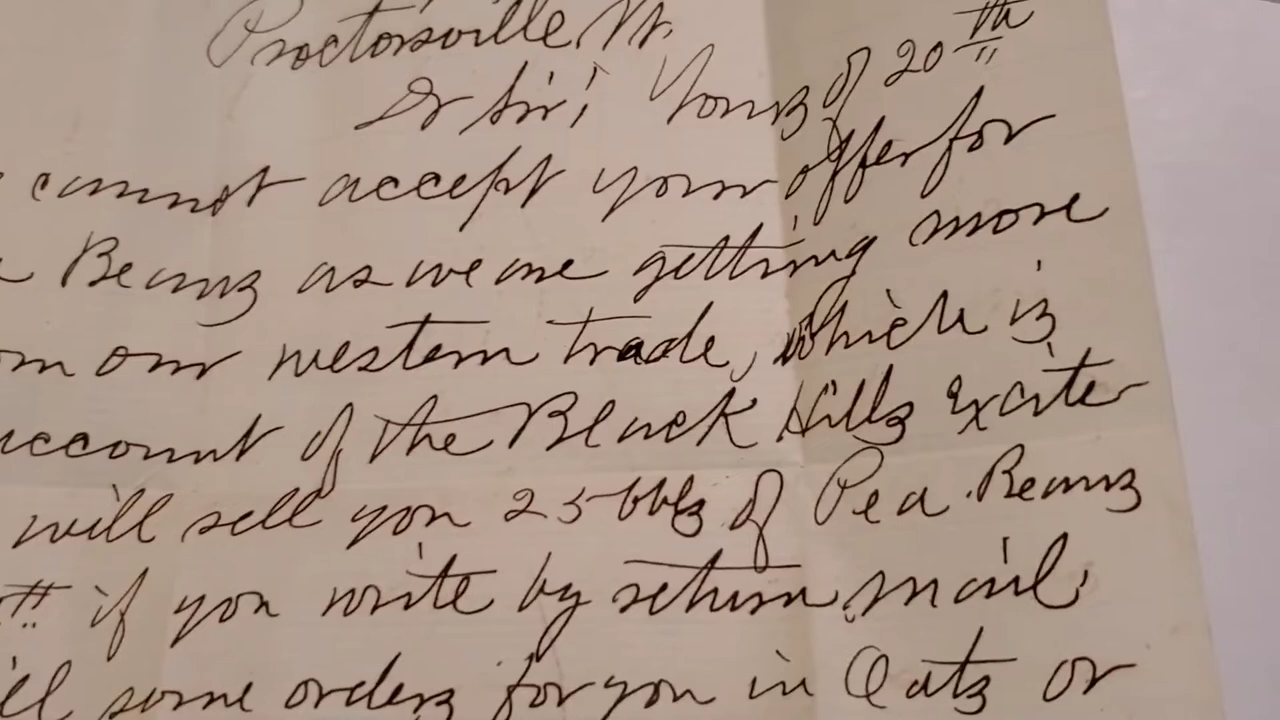 Proctorsville, Vt.
Dr Sir; Yours of 20th
cannot accept your offer for
Beans as we are getting more
our western trade, which is
account of the Black Hills Excite
will sell you 25 bbls of Pea Beans
if you write by return mail,
some orders for you in Oats or